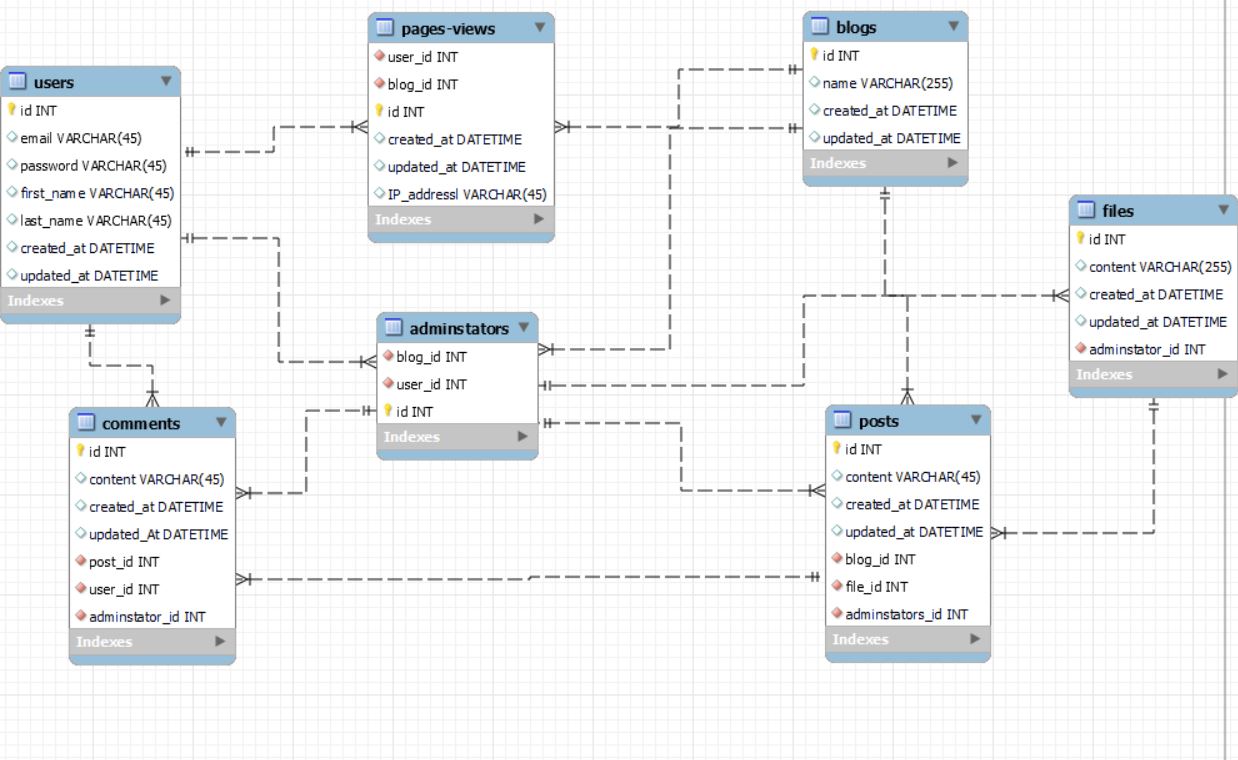 users
id INT
email VARCHAR(45)
password VARCHAR(45)
first_name VARCHAR(45)
last_name VARCHAR(45)
created_at DATETIME
updated_at DATETIME
Indexes
pages-views
user_id INT
blog_id INT
id INT
created_at DATETIME
updated_at DATETIME
IP_addressl VARCHAR(45)
Indexes
blogs
id INT
name VARCHAR(255)
created_at DATETIME
updated_at DATETIME
Indexes
files
id INT
content VARCHAR(255)
created_at DATETIME
updated_at DATETIME
adminstator_id INT
Indexes
adminstators
blog_id INT
user_id INT
id INT
Indexes
comments
id INT
content VARCHAR(45)
created_at DATETIME
updated_At DATETIME
post_id INT
user_id INT
adminstator_id INT
Indexes
posts
id INT
content VARCHAR(45)
created_at DATETIME
updated_at DATETIME
blog_id INT
file_id INT
adminstators_id INT
Indexes